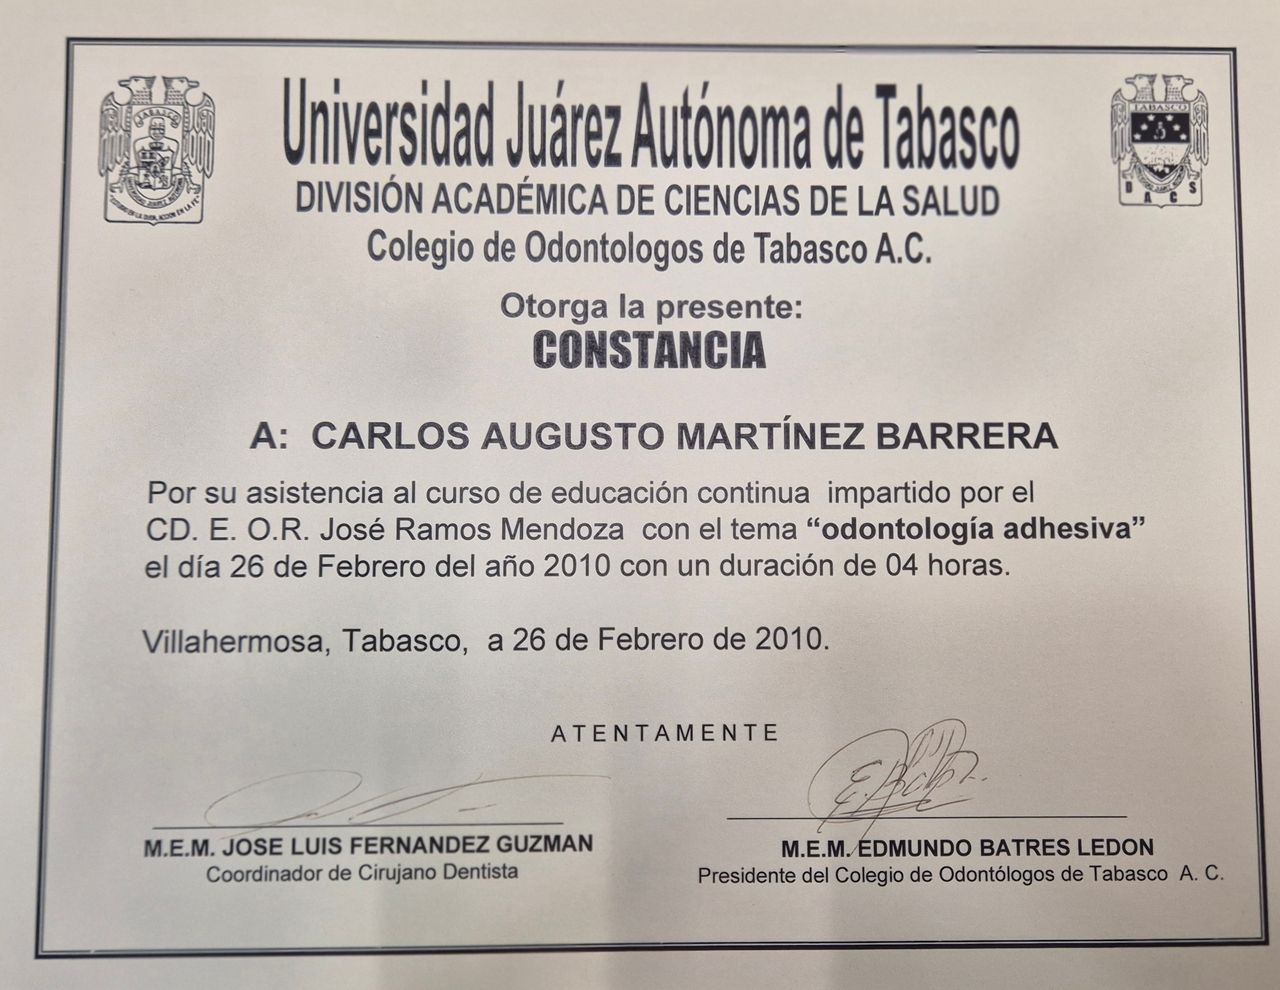 Universidad Juárez Autónoma de Tabasco
DIVISIÓN ACADÉMICA DE CIENCIAS DE LA SALUD
Colegio de Odontologos de Tabasco A.C.
TABASCO
D A C S
Otorga la presente:
CONSTANCIA
A: CARLOS AUGUSTO MARTÍNEZ BARRERA
Por su asistencia al curso de educación continua impartido por el
CD. E. O.R. José Ramos Mendoza con el tema “odontología adhesiva”
el día 26 de Febrero del año 2010 con un duración de 04 horas.
Villahermosa, Tabasco, a 26 de Febrero de 2010.
ATENTAMENTE
M.E.M. JOSE LUIS FERNANDEZ GUZMAN
Coordinador de Cirujano Dentista
M.E.M. EDMUNDO BATRES LEDON
Presidente del Colegio de Odontólogos de Tabasco A. C.